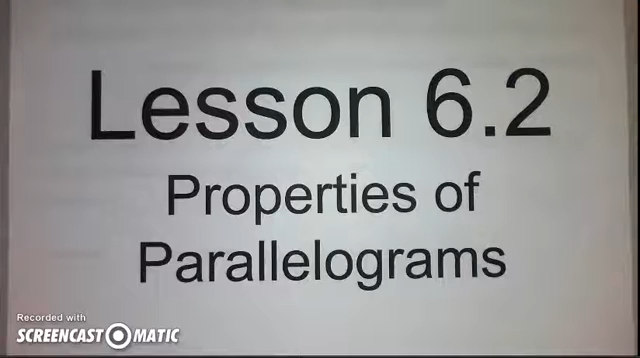 Lesson 6.2
Properties of
Parallelograms
Recorded with
SCREENCAST MATIC